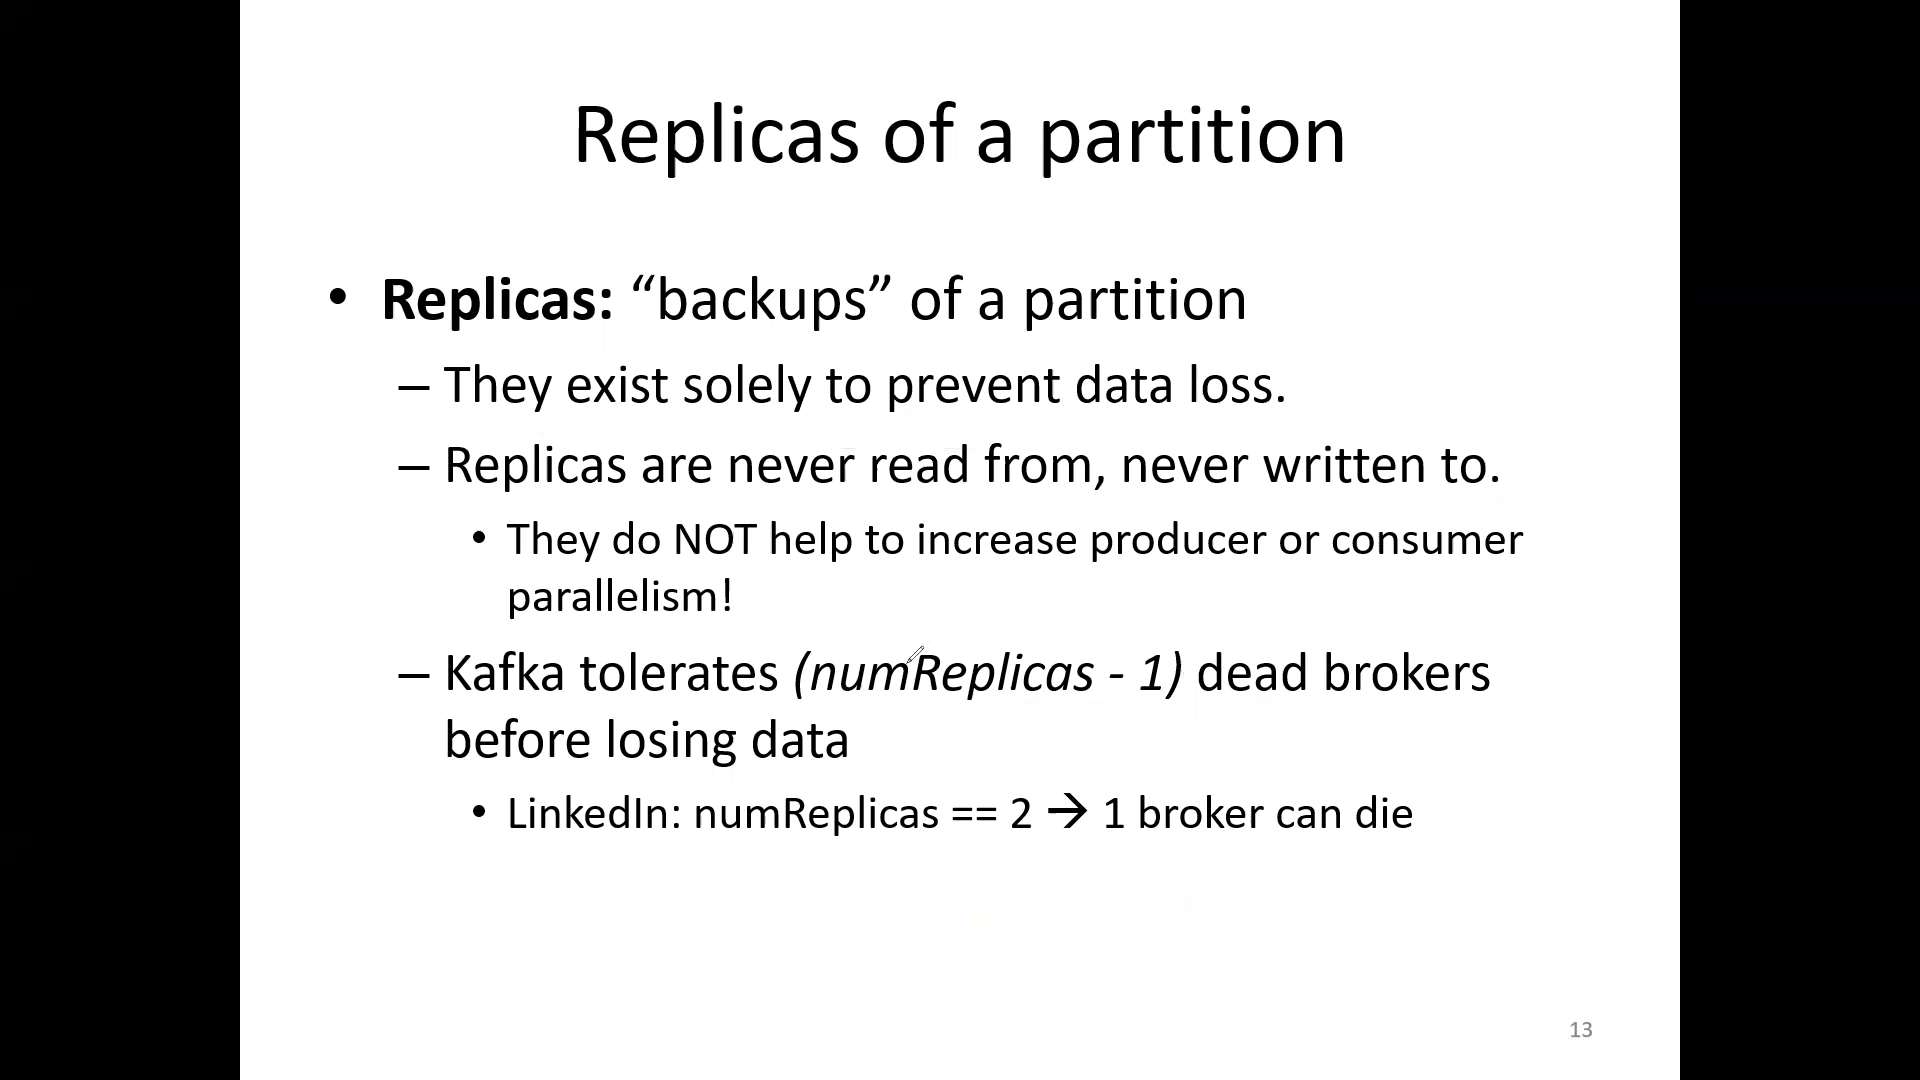 Replicas of a partition
• Replicas: “backups” of a partition
– They exist solely to prevent data loss.
– Replicas are never read from, never written to.
• They do NOT help to increase producer or consumer
parallelism!
– Kafka tolerates (numReplicas - 1) dead brokers
before losing data
• LinkedIn: numReplicas == 2 → 1 broker can die
13